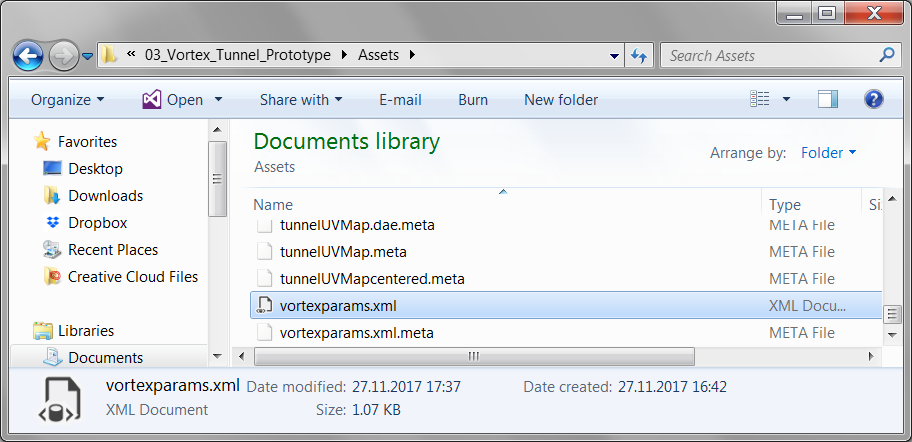 « 03_Vortex_Tunnel_Prototype Assets Search Assets
Organize Open Share with E-mail Burn New folder
Favorites
Desktop
Downloads
Dropbox
Recent Places
Creative Cloud Files
Libraries
Documents
Documents library
Assets
Arrange by: Folder
Name Type Si
tunnelUVMap.dae.meta META File
tunnelUVMap.meta META File
tunnelUVMapcentered.meta META File
vortexparams.xml XML Docu...
vortexparams.xml.meta META File
vortexparams.xml Date modified: 27.11.2017 17:37 Date created: 27.11.2017 16:42
XML Document Size: 1.07 KB